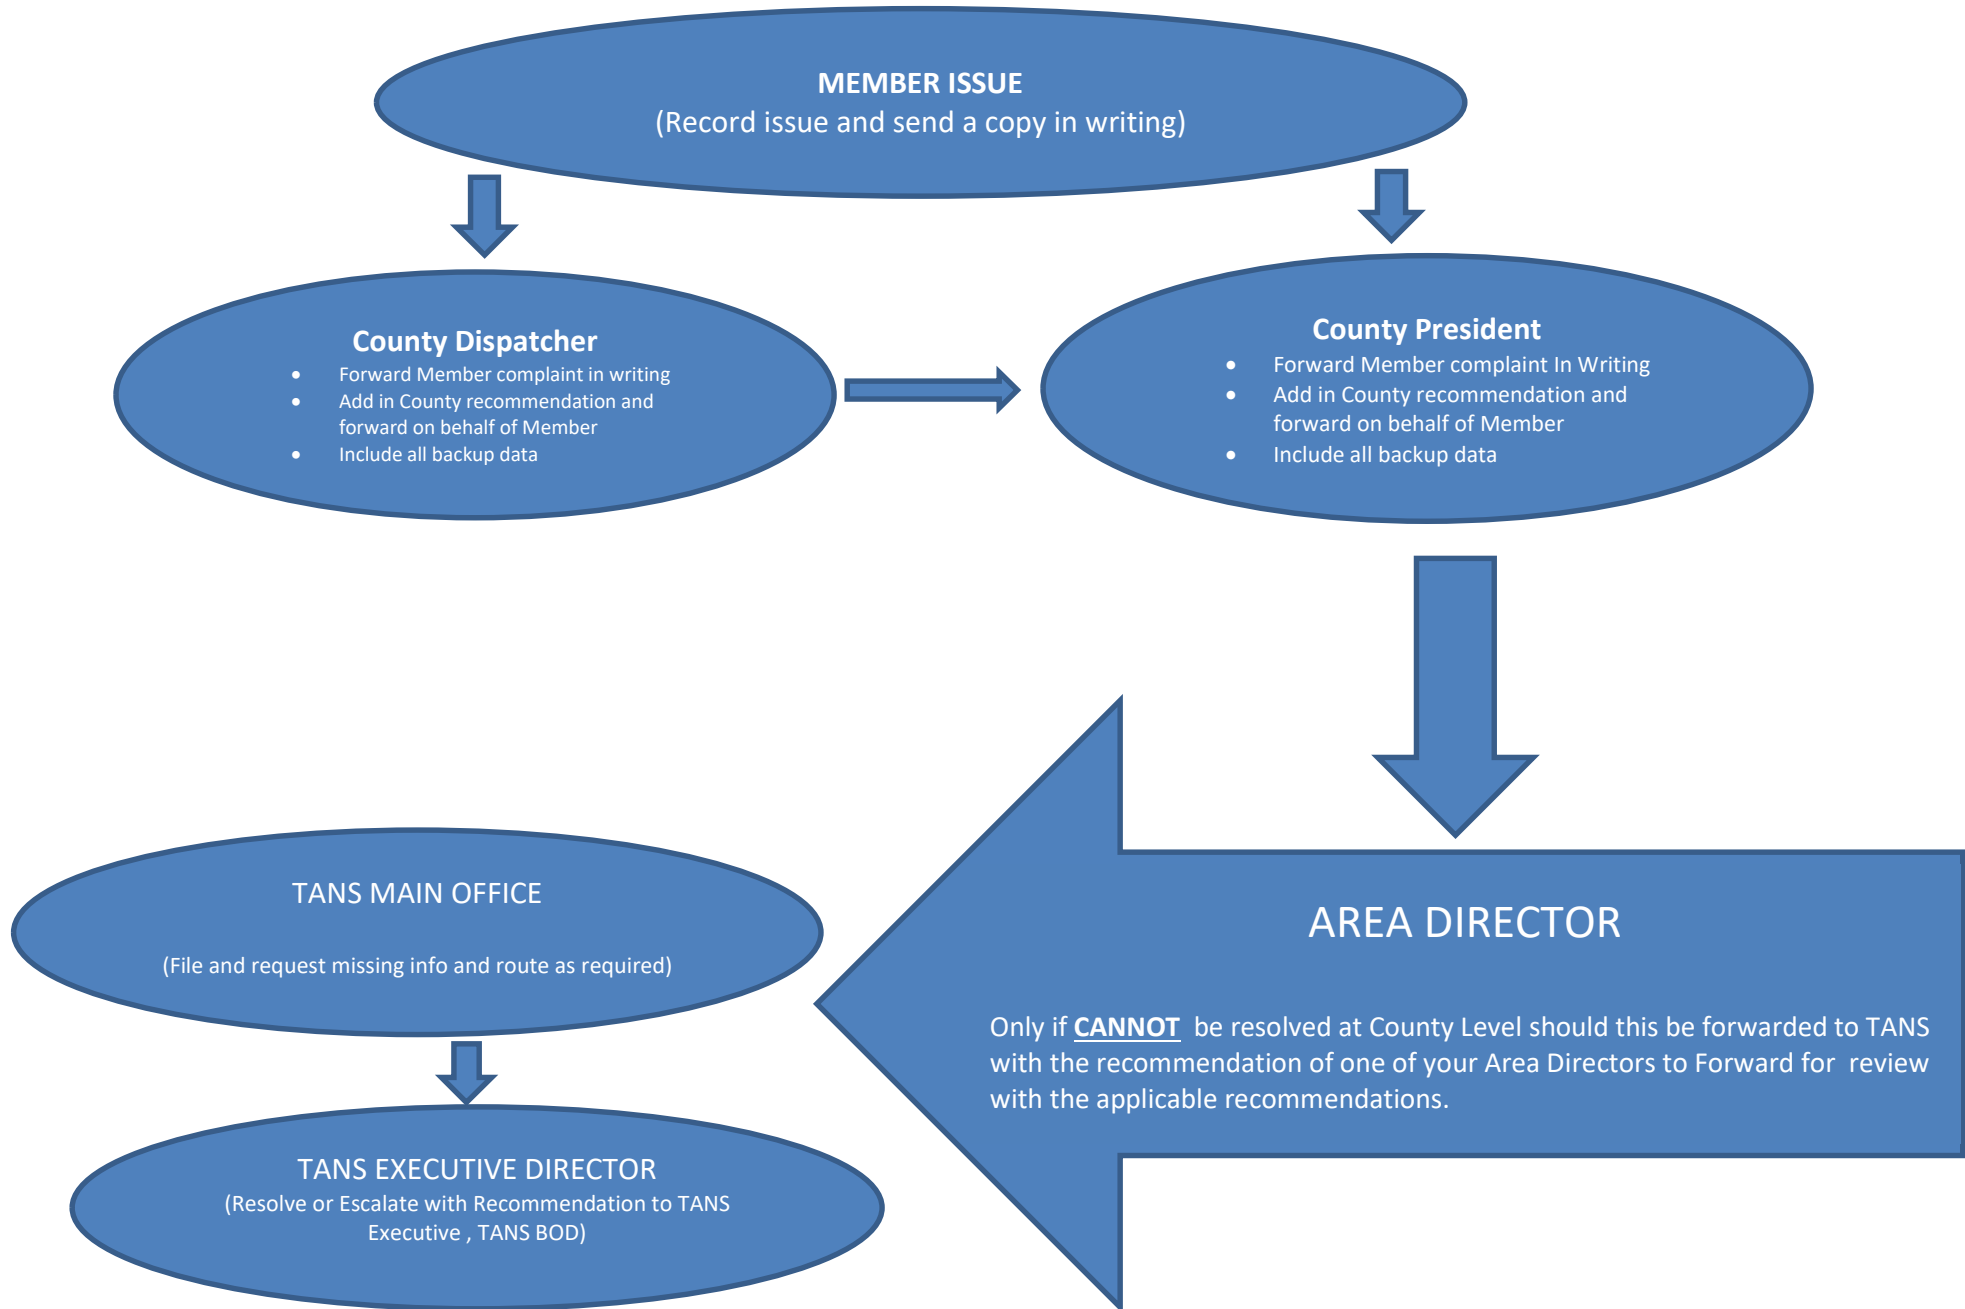 MEMBER ISSUE
(Record issue and send a copy in writing)
County Dispatcher
• Forward Member complaint in writing
• Add in County recommendation and
forward on behalf of Member
• Include all backup data
County President
• Forward Member complaint In Writing
• Add in County recommendation and
forward on behalf of Member
• Include all backup data
AREA DIRECTOR
Only if CANNOT be resolved at County Level should this be forwarded to TANS
with the recommendation of one of your Area Directors to Forward for review
with the applicable recommendations.
TANS MAIN OFFICE
(File and request missing info and route as required)
TANS EXECUTIVE DIRECTOR
(Resolve or Escalate with Recommendation to TANS
Executive , TANS BOD)